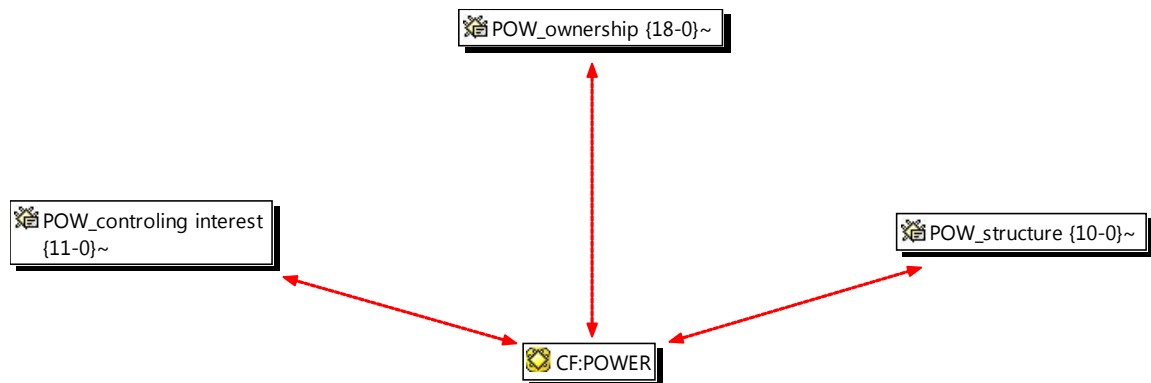 POW_ownership {18-0}~
POW_controling interest
{11-0}~
POW_structure {10-0}~
CF:POWER